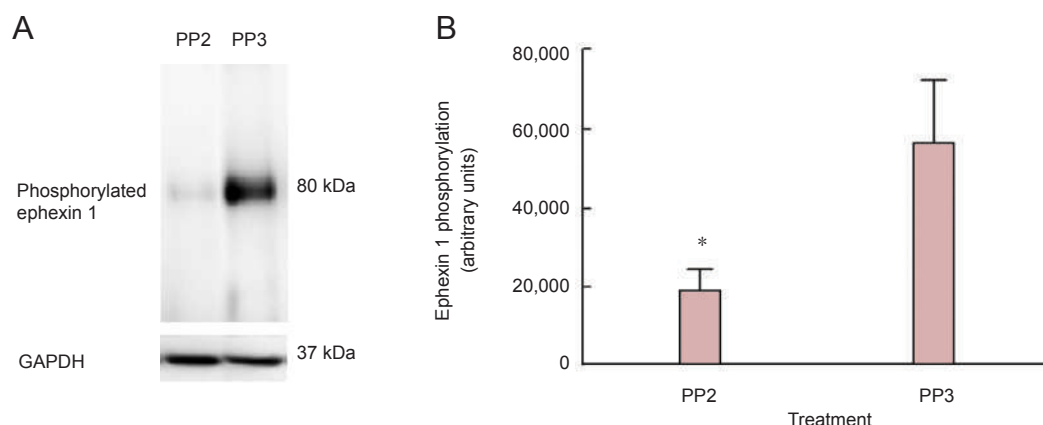 A
PP2 PP3
Phosphorylated
ephexin 1
80 kDa
GAPDH
37 kDa
B
Ephexin 1 phosphorylation
(arbitrary units)
80,000
60,000
40,000
20,000
0
*
PP2
PP3
Treatment